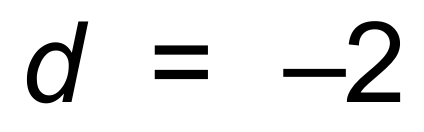 d = –2